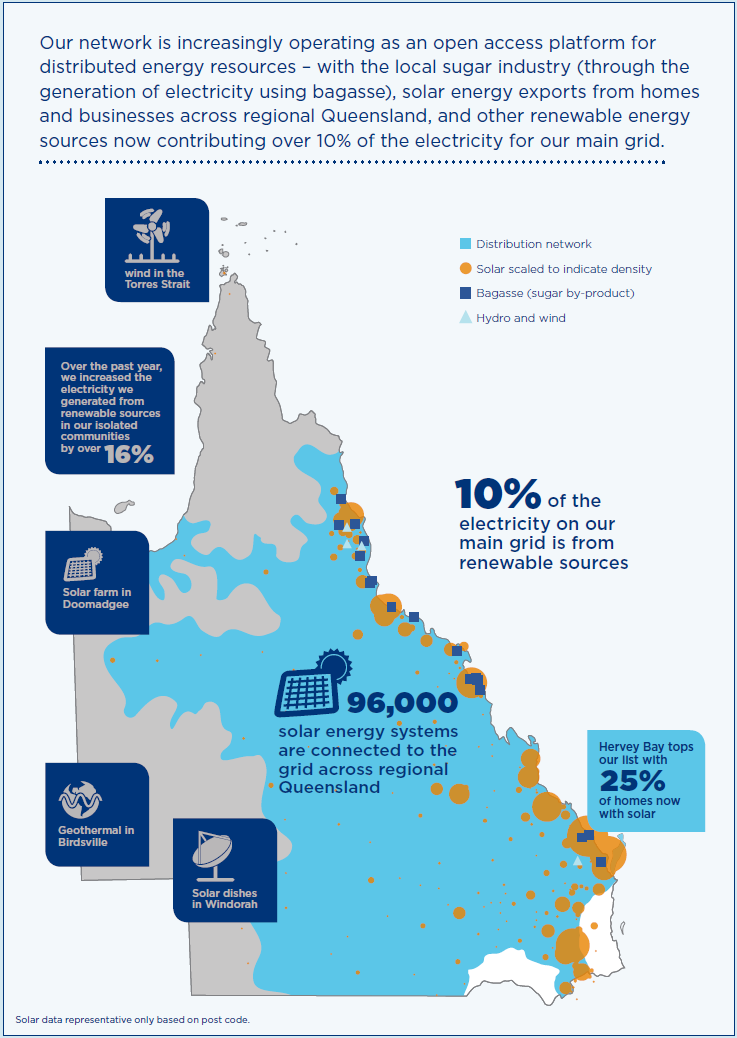 Our network is increasingly operating as an open access platform for
distributed energy resources – with the local sugar industry (through the
generation of electricity using bagasse), solar energy exports from homes
and businesses across regional Queensland, and other renewable energy
sources now contributing over 10% of the electricity for our main grid.
wind in the
Torres Strait
Distribution network
Solar scaled to indicate density
Bagasse (sugar by-product)
Hydro and wind
Over the past year,
we increased the
electricity we
generated from
renewable sources
in our isolated
communities
by over 16%
10% of the
electricity on our
main grid is from
renewable sources
Solar farm in
Doomadgee
96,000
solar energy systems
are connected to the
grid across regional
Queensland
Hervey Bay tops
our list with
25%
of homes now
with solar
Geothermal in
Birdsville
Solar dishes
in Windorah
Solar data representative only based on post code.